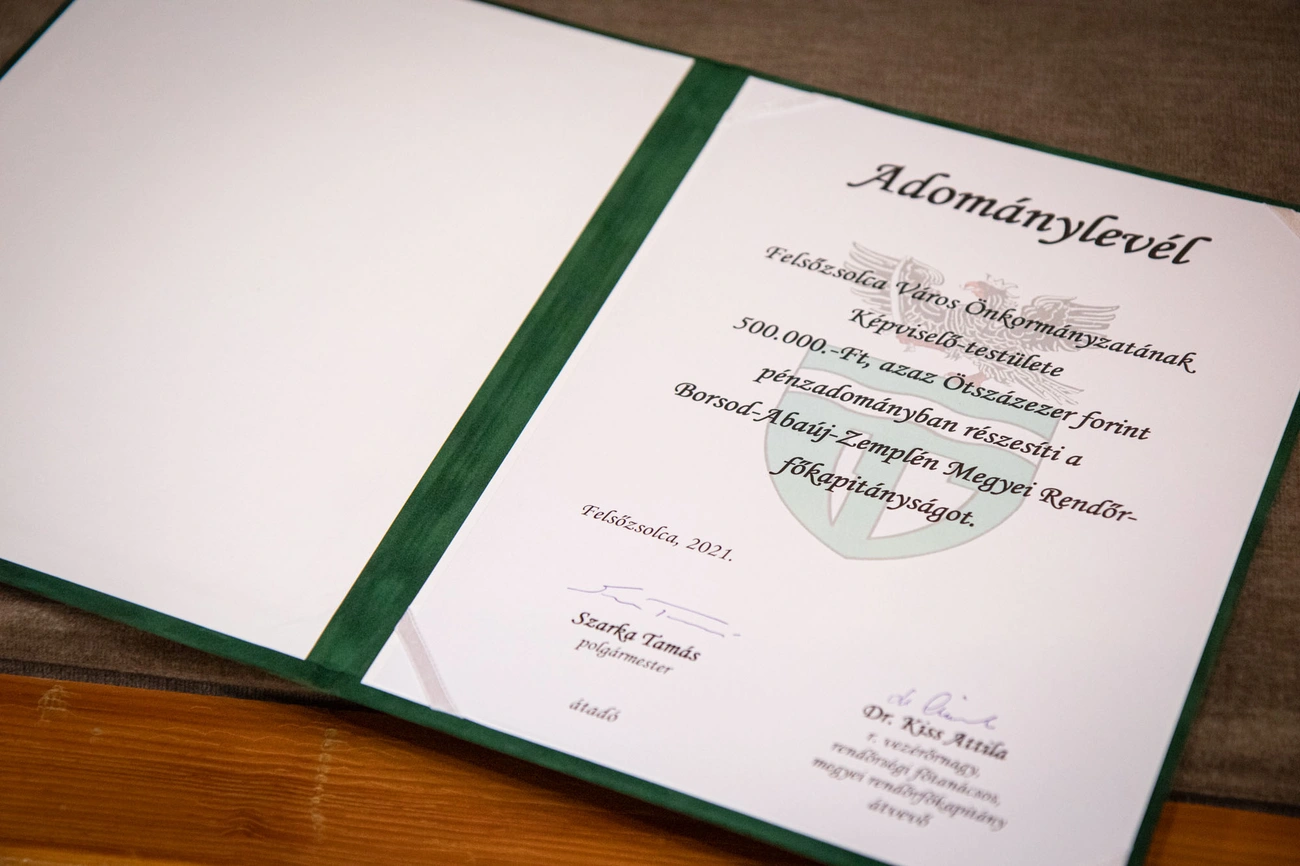 Adománylevél
Felsőzsolca Város Önkormányzatának
Képviselő-testülete
500.000.-Ft, azaz Ötszázezer forint
pénzadományban részesíti a
Borsod-Abaúj-Zemplén Megyei Rendőr-
főkapitányságot.
Felsőzsolca, 2021.
Szarka Tamás
polgármester
átadó
Dr. Kiss Attila
r. vezérőrnagy,
rendőrségi főtanácsos,
megyei rendőrfőkapitány
átvevő